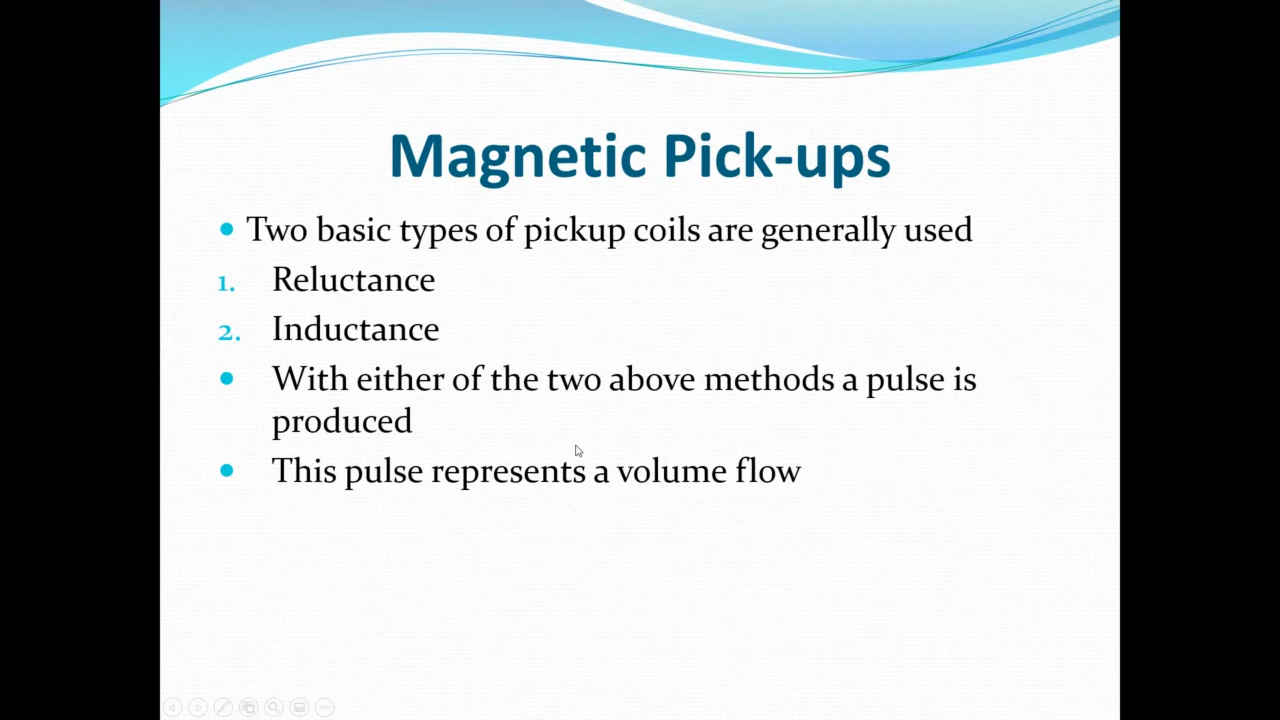 Magnetic Pick-ups
• Two basic types of pickup coils are generally used
1. Reluctance
2. Inductance
• With either of the two above methods a pulse is
produced
• This pulse represents a volume flow